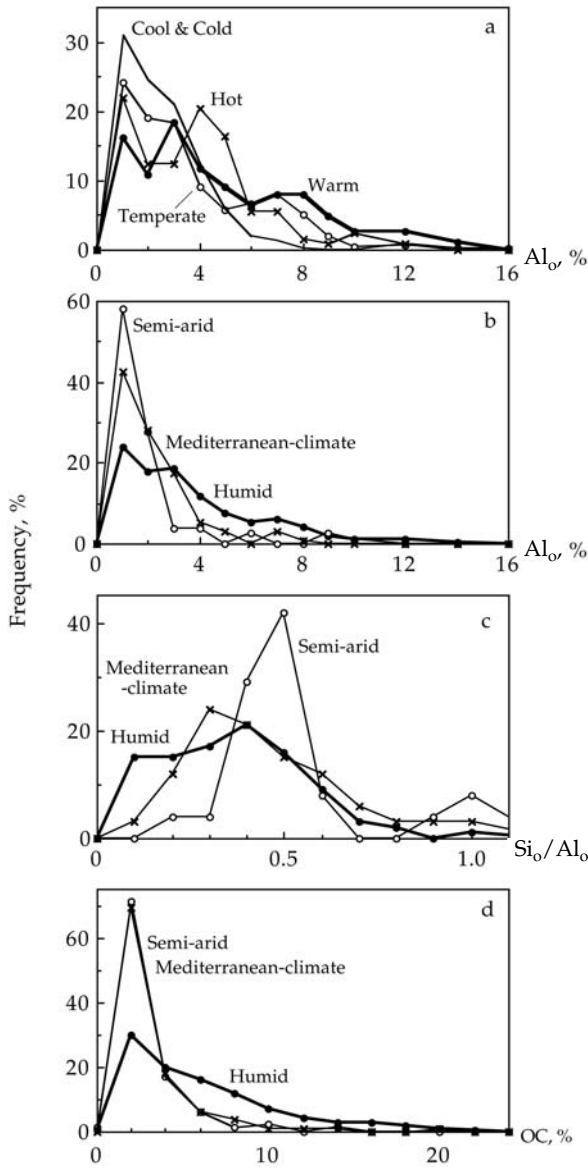 Frequency, %
a
Cool & Cold
Hot
Warm
Temperate
30
20
10
0
0 4 8 12 16
Alₒ, %
b
Semi-arid
Mediterranean-climate
Humid
60
40
20
0
0 4 8 12 16
Alₒ, %
c
Semi-arid
Mediterranean
-climate
Humid
40
20
0
0 0.5 1.0
Siₒ/Alₒ
d
Semi-arid
Mediterranean-climate
Humid
60
40
20
0
0 10 20
OC, %